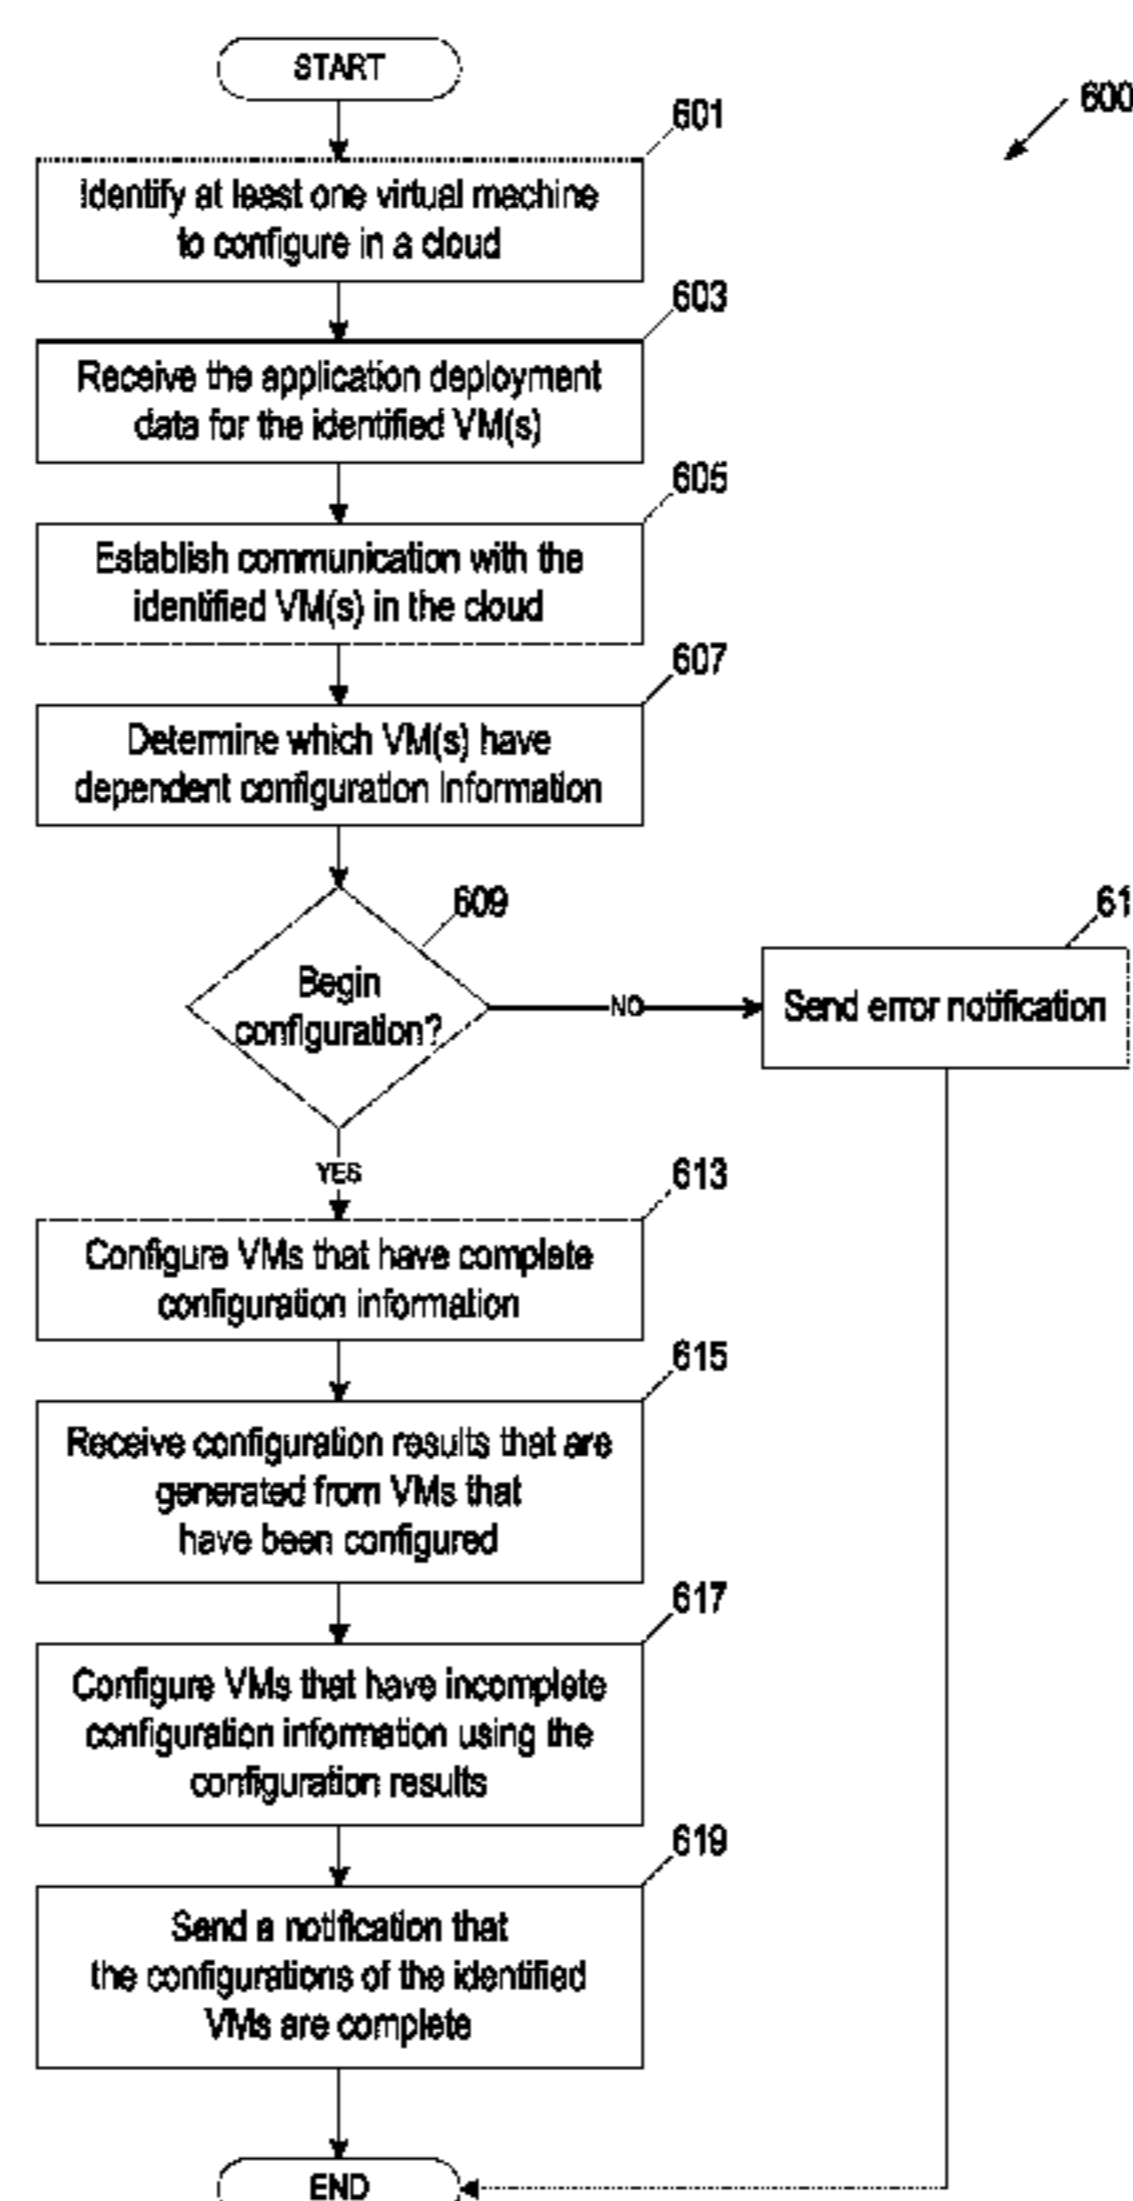 START
600
601
Identify at least one virtual machine
to configure in a cloud
603
Receive the application deployment
data for the identified VM(s)
605
Establish communication with the
identified VM(s) in the cloud
607
Determine which VM(s) have
dependent configuration Information
609
Begin
configuration?
NO
61
Send error notification
YES
613
Configure VMs that have complete
configuration information
615
Receive configuration results that are
generated from VMs that
have been configured
617
Configure VMs that have incomplete
configuration information using the
configuration results
619
Send a notification that
the configurations of the identified
VMs are complete
END